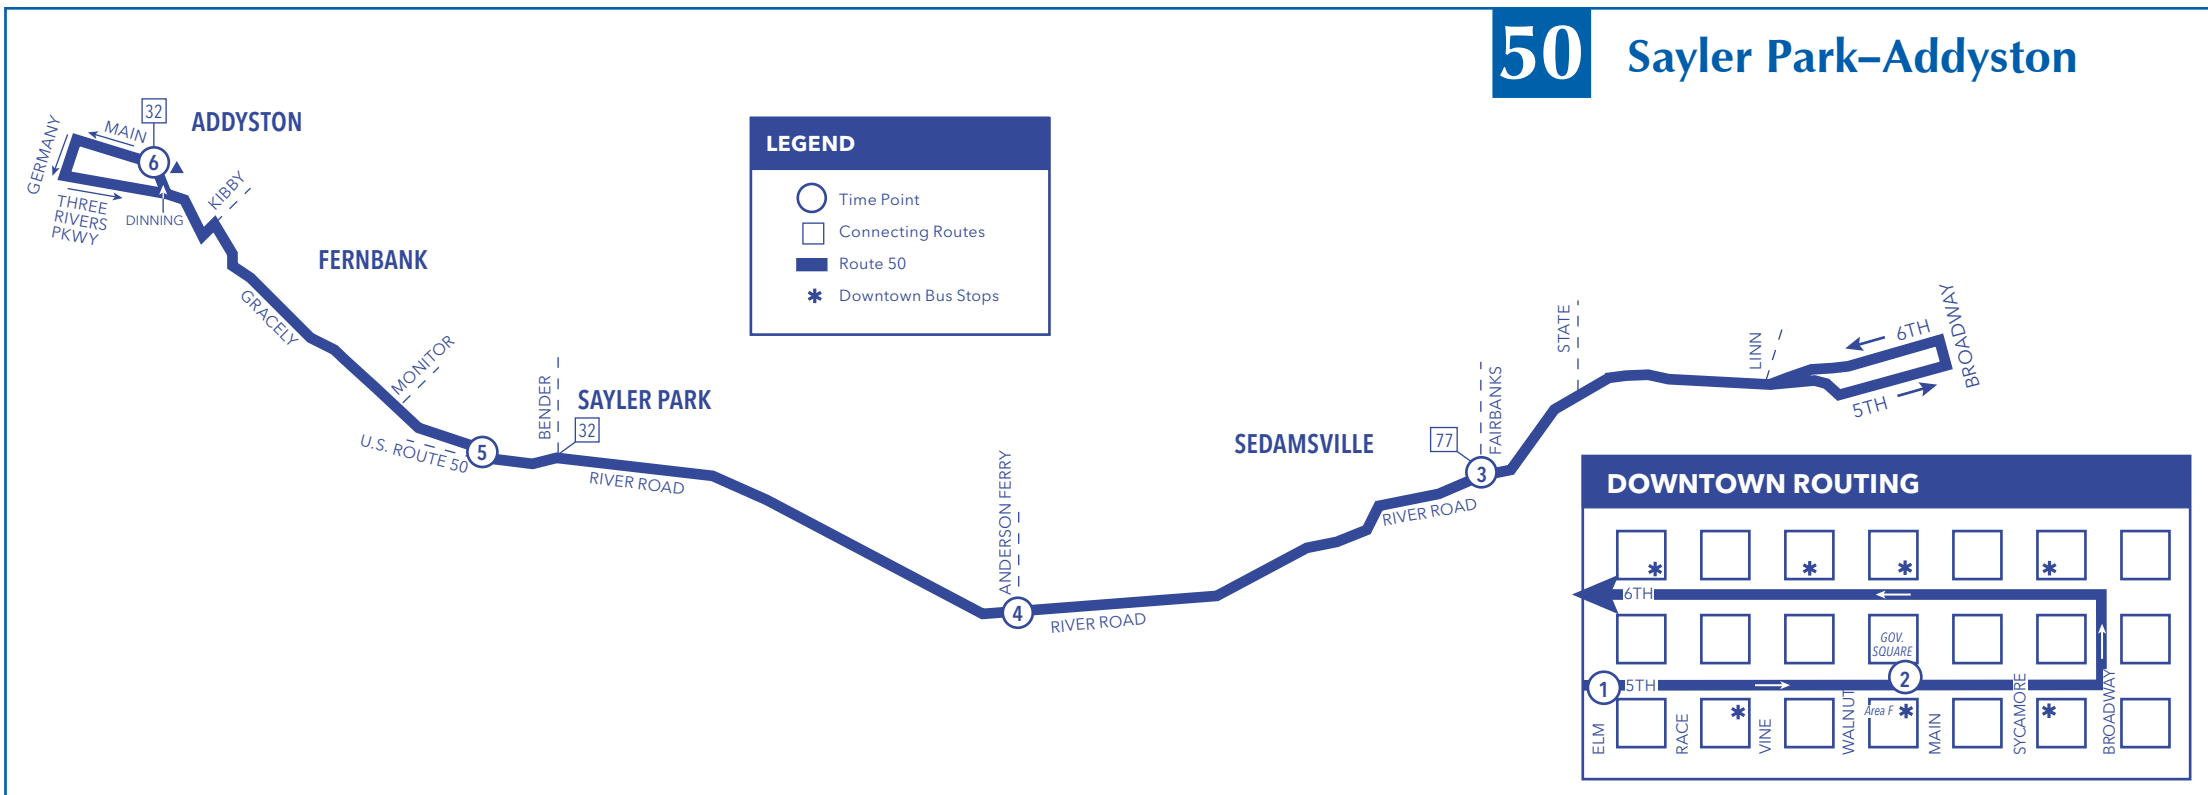 50 Sayler Park–Addyston
32
ADDYSTON
MAIN
GERMANY
6
THREE
RIVERS
PKWY
DINNING
KIBBY
FERNBANK
GRACELY
MONITOR
U.S. ROUTE 50
5
BENDER
SAYLER PARK
32
RIVER ROAD
LEGEND
Time Point
Connecting Routes
Route 50
Downtown Bus Stops
ANDERSON FERRY
4
RIVER ROAD
SEDAMSVILLE
77
FAIRBANKS
3
RIVER ROAD
STATE
LINN
6TH
BROADWAY
5TH
DOWNTOWN ROUTING
6TH
GOV.
SQUARE
1
5TH
2
Area F
ELM
RACE
VINE
WALNUT
MAIN
SYCAMORE
BROADWAY